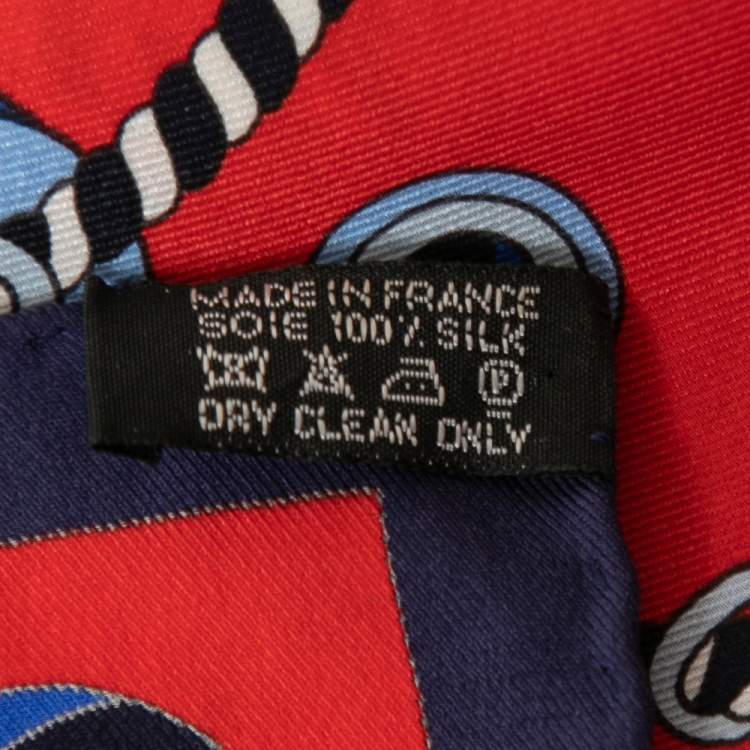 MADE IN FRANCE
SOIE 100% SILK
P
DRY CLEAN ONLY